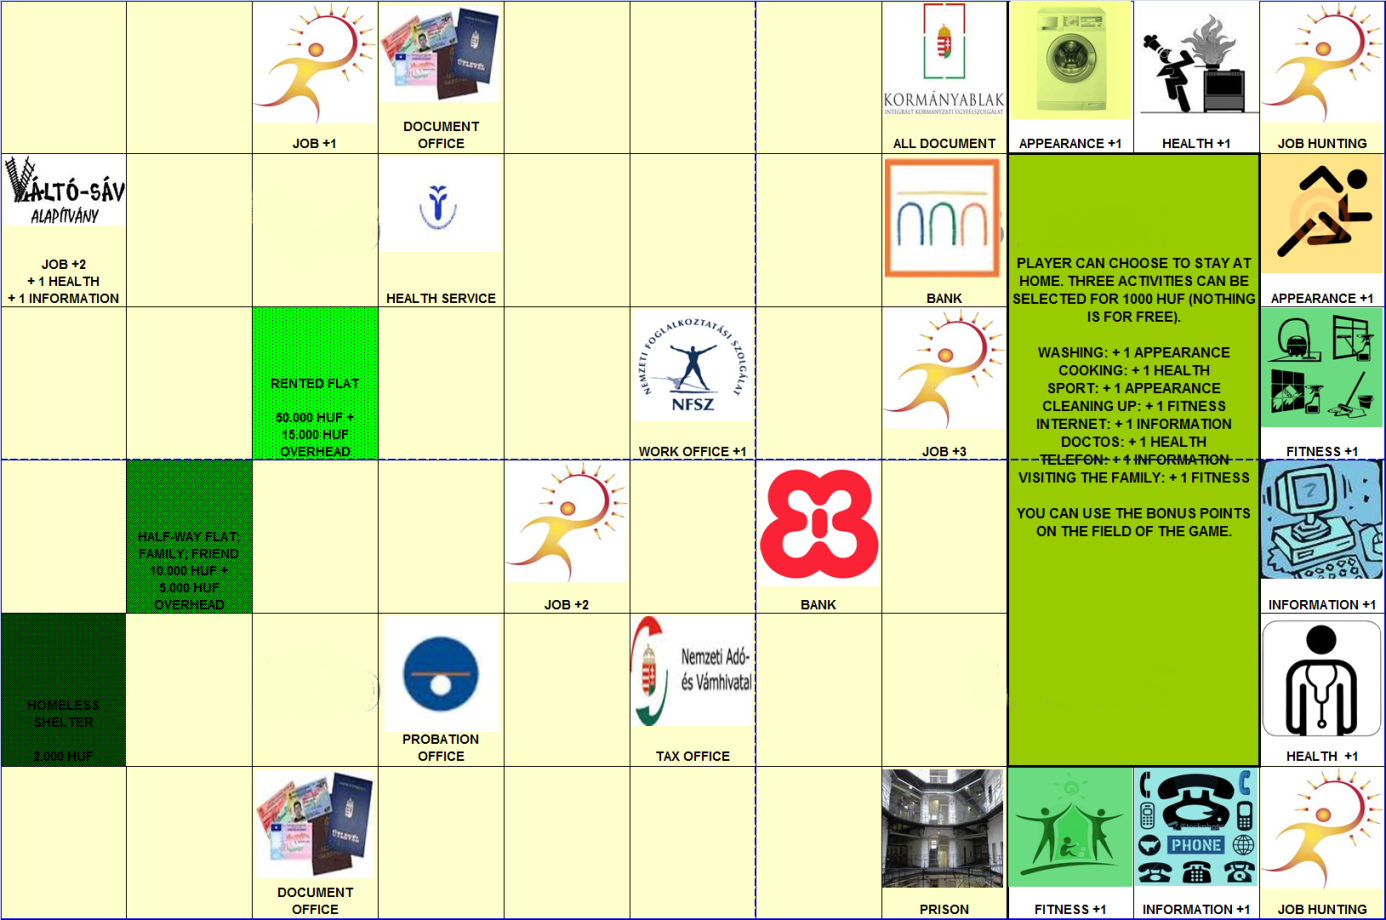 JOB +1
DOCUMENT
OFFICE
ÚTLEVÉL
KORMÁNYABLAK
INTEGRÁLT KORMÁNYZATI ÜGYFÉLSZOLGÁLAT
ALL DOCUMENT
APPEARANCE +1
HEALTH +1
JOB HUNTING
VÁLTÓ-SÁV
ALAPÍTVÁNY
JOB +2
+ 1 HEALTH
+ 1 INFORMATION
HEALTH SERVICE
BANK
PLAYER CAN CHOOSE TO STAY AT
HOME. THREE ACTIVITIES CAN BE
SELECTED FOR 1000 HUF (NOTHING
IS FOR FREE).
WASHING: + 1 APPEARANCE
COOKING: + 1 HEALTH
SPORT: + 1 APPEARANCE
CLEANING UP: + 1 FITNESS
INTERNET: + 1 INFORMATION
DOCTOS: + 1 HEALTH
TELEFON: + 1 INFORMATION
VISITING THE FAMILY: + 1 FITNESS
YOU CAN USE THE BONUS POINTS
ON THE FIELD OF THE GAME.
APPEARANCE +1
RENTED FLAT
50.000 HUF +
15.000 HUF
OVERHEAD
NEMZETI FOGLALKOZTATÁSI SZOLGÁLAT
NFSZ
WORK OFFICE +1
JOB +3
FITNESS +1
HALF-WAY FLAT:
FAMILY; FRIEND
10.000 HUF +
5.000 HUF
OVERHEAD
JOB +2
BANK
?
INFORMATION +1
HOMELESS
SHELTER
2.000 HUF
PROBATION
OFFICE
Nemzeti Adó-
és Vámhivatal
TAX OFFICE
HEALTH +1
ÚTLEVÉL
DOCUMENT
OFFICE
PRISON
FITNESS +1
PHONE
INFORMATION +1
JOB HUNTING